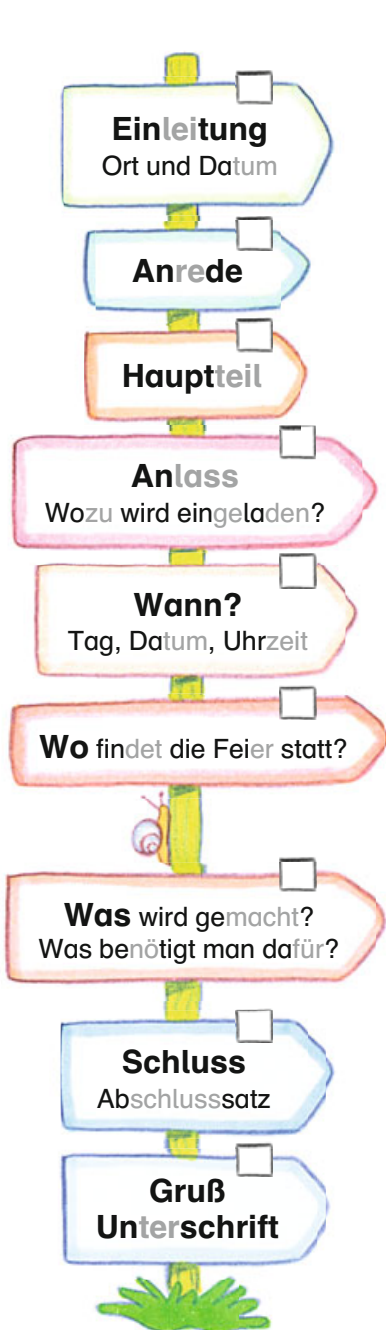 Einleitung
Ort und Datum
Anrede
Hauptteil
Anlass
Wozu wird eingeladen?
Wann?
Tag, Datum, Uhrzeit
Wo findet die Feier statt?
Was wird gemacht?
Was benötigt man dafür?
Schluss
Abschlusssatz
Gruß
Unterschrift